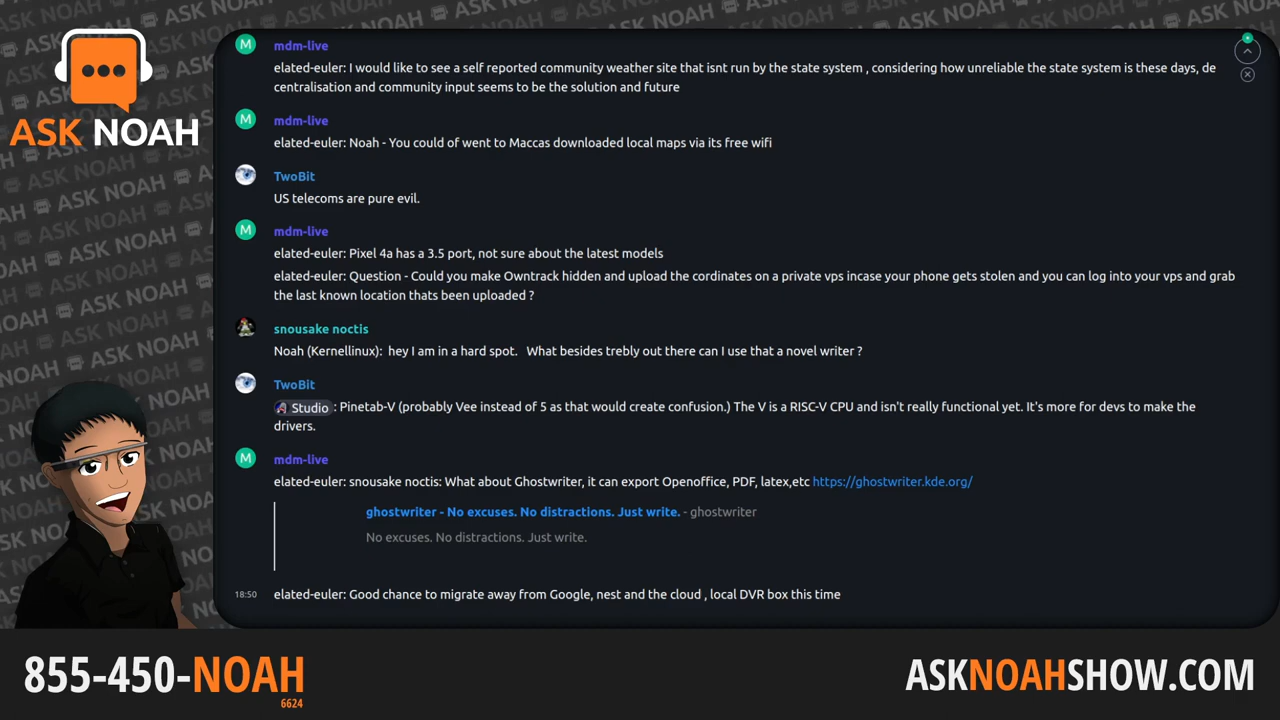 ASK NOAH
M mdm-live
elated-euler: I would like to see a self reported community weather site that isnt run by the state system , considering how unreliable the state system is these days, de
centralisation and community input seems to be the solution and future
M mdm-live
elated-euler: Noah - You could of went to Maccas downloaded local maps via its free wifi
TwoBit
US telecoms are pure evil.
M mdm-live
elated-euler: Pixel 4a has a 3.5 port, not sure about the latest models
elated-euler: Question - Could you make Owntrack hidden and upload the cordinates on a private vps incase your phone gets stolen and you can log into your vps and grab
the last known location thats been uploaded ?
snousake noctis
Noah (Kernellinux): hey I am in a hard spot. What besides trebly out there can I use that a novel writer ?
TwoBit
Studio : Pinetab-V (probably Vee instead of 5 as that would create confusion.) The V is a RISC-V CPU and isn't really functional yet. It's more for devs to make the
drivers.
M mdm-live
elated-euler: snousake noctis: What about Ghostwriter, it can export Openoffice, PDF, latex,etc https://ghostwriter.kde.org/
ghostwriter - No excuses. No distractions. Just write. - ghostwriter
No excuses. No distractions. Just write.
18:50 elated-euler: Good chance to migrate away from Google, nest and the cloud , local DVR box this time
855-450-NOAH
6624
ASKNOAHSHOW.COM